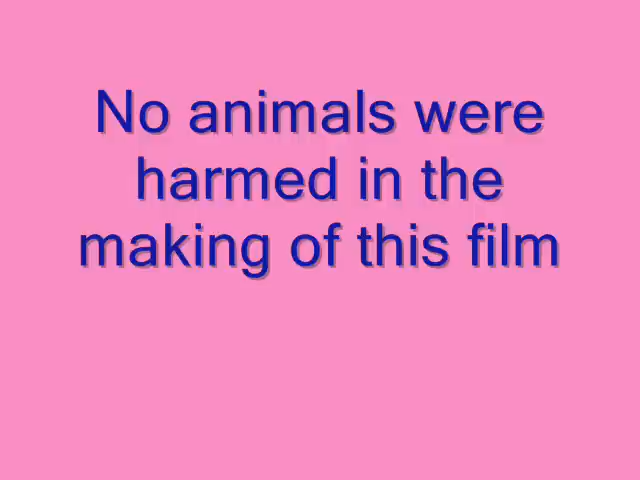 No animals were
harmed in the
making of this film